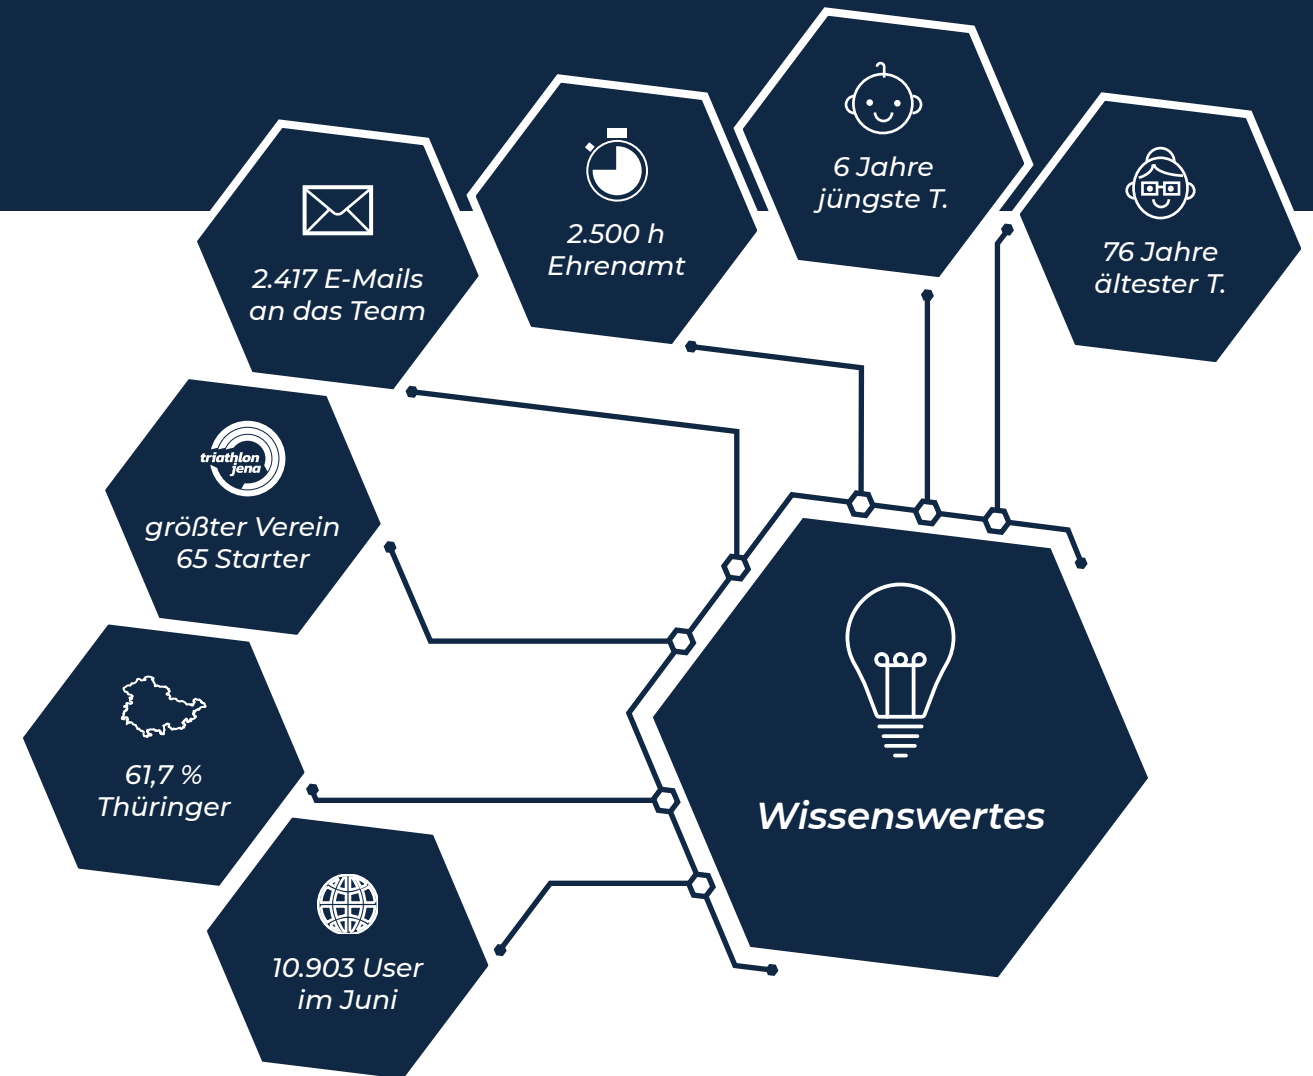 6 Jahre
jüngste T.
2.500 h
Ehrenamt
76 Jahre
ältester T.
2.417 E-Mails
an das Team
triathlon
jena
größter Verein
65 Starter
61,7 %
Thüringer
Wissenswertes
10.903 User
im Juni